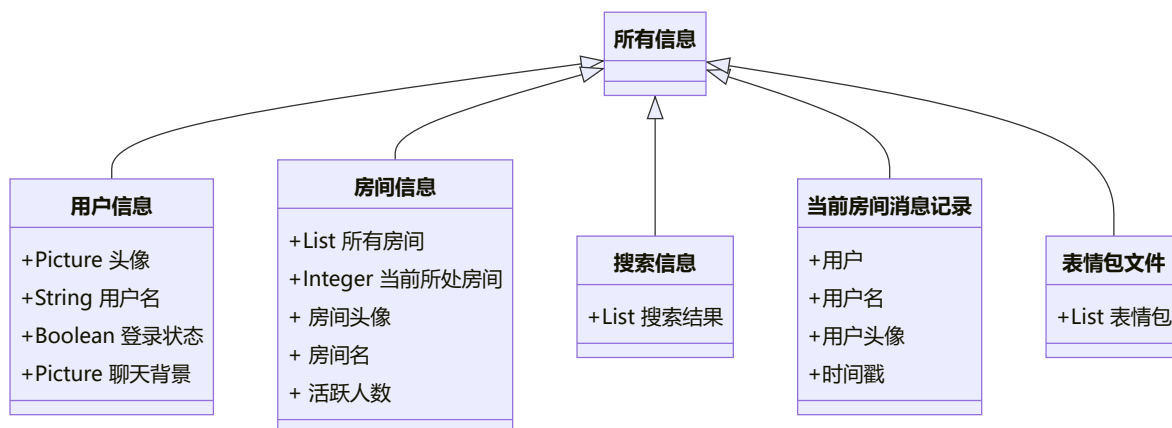 所有信息
用户信息
+Picture 头像
+String 用户名
+Boolean 登录状态
+Picture 聊天背景
房间信息
+List 所有房间
+Integer 当前所处房间
+ 房间头像
+ 房间名
+ 活跃人数
搜索信息
+List 搜索结果
当前房间消息记录
+用户
+用户名
+用户头像
+时间戳
表情包文件
+List 表情包